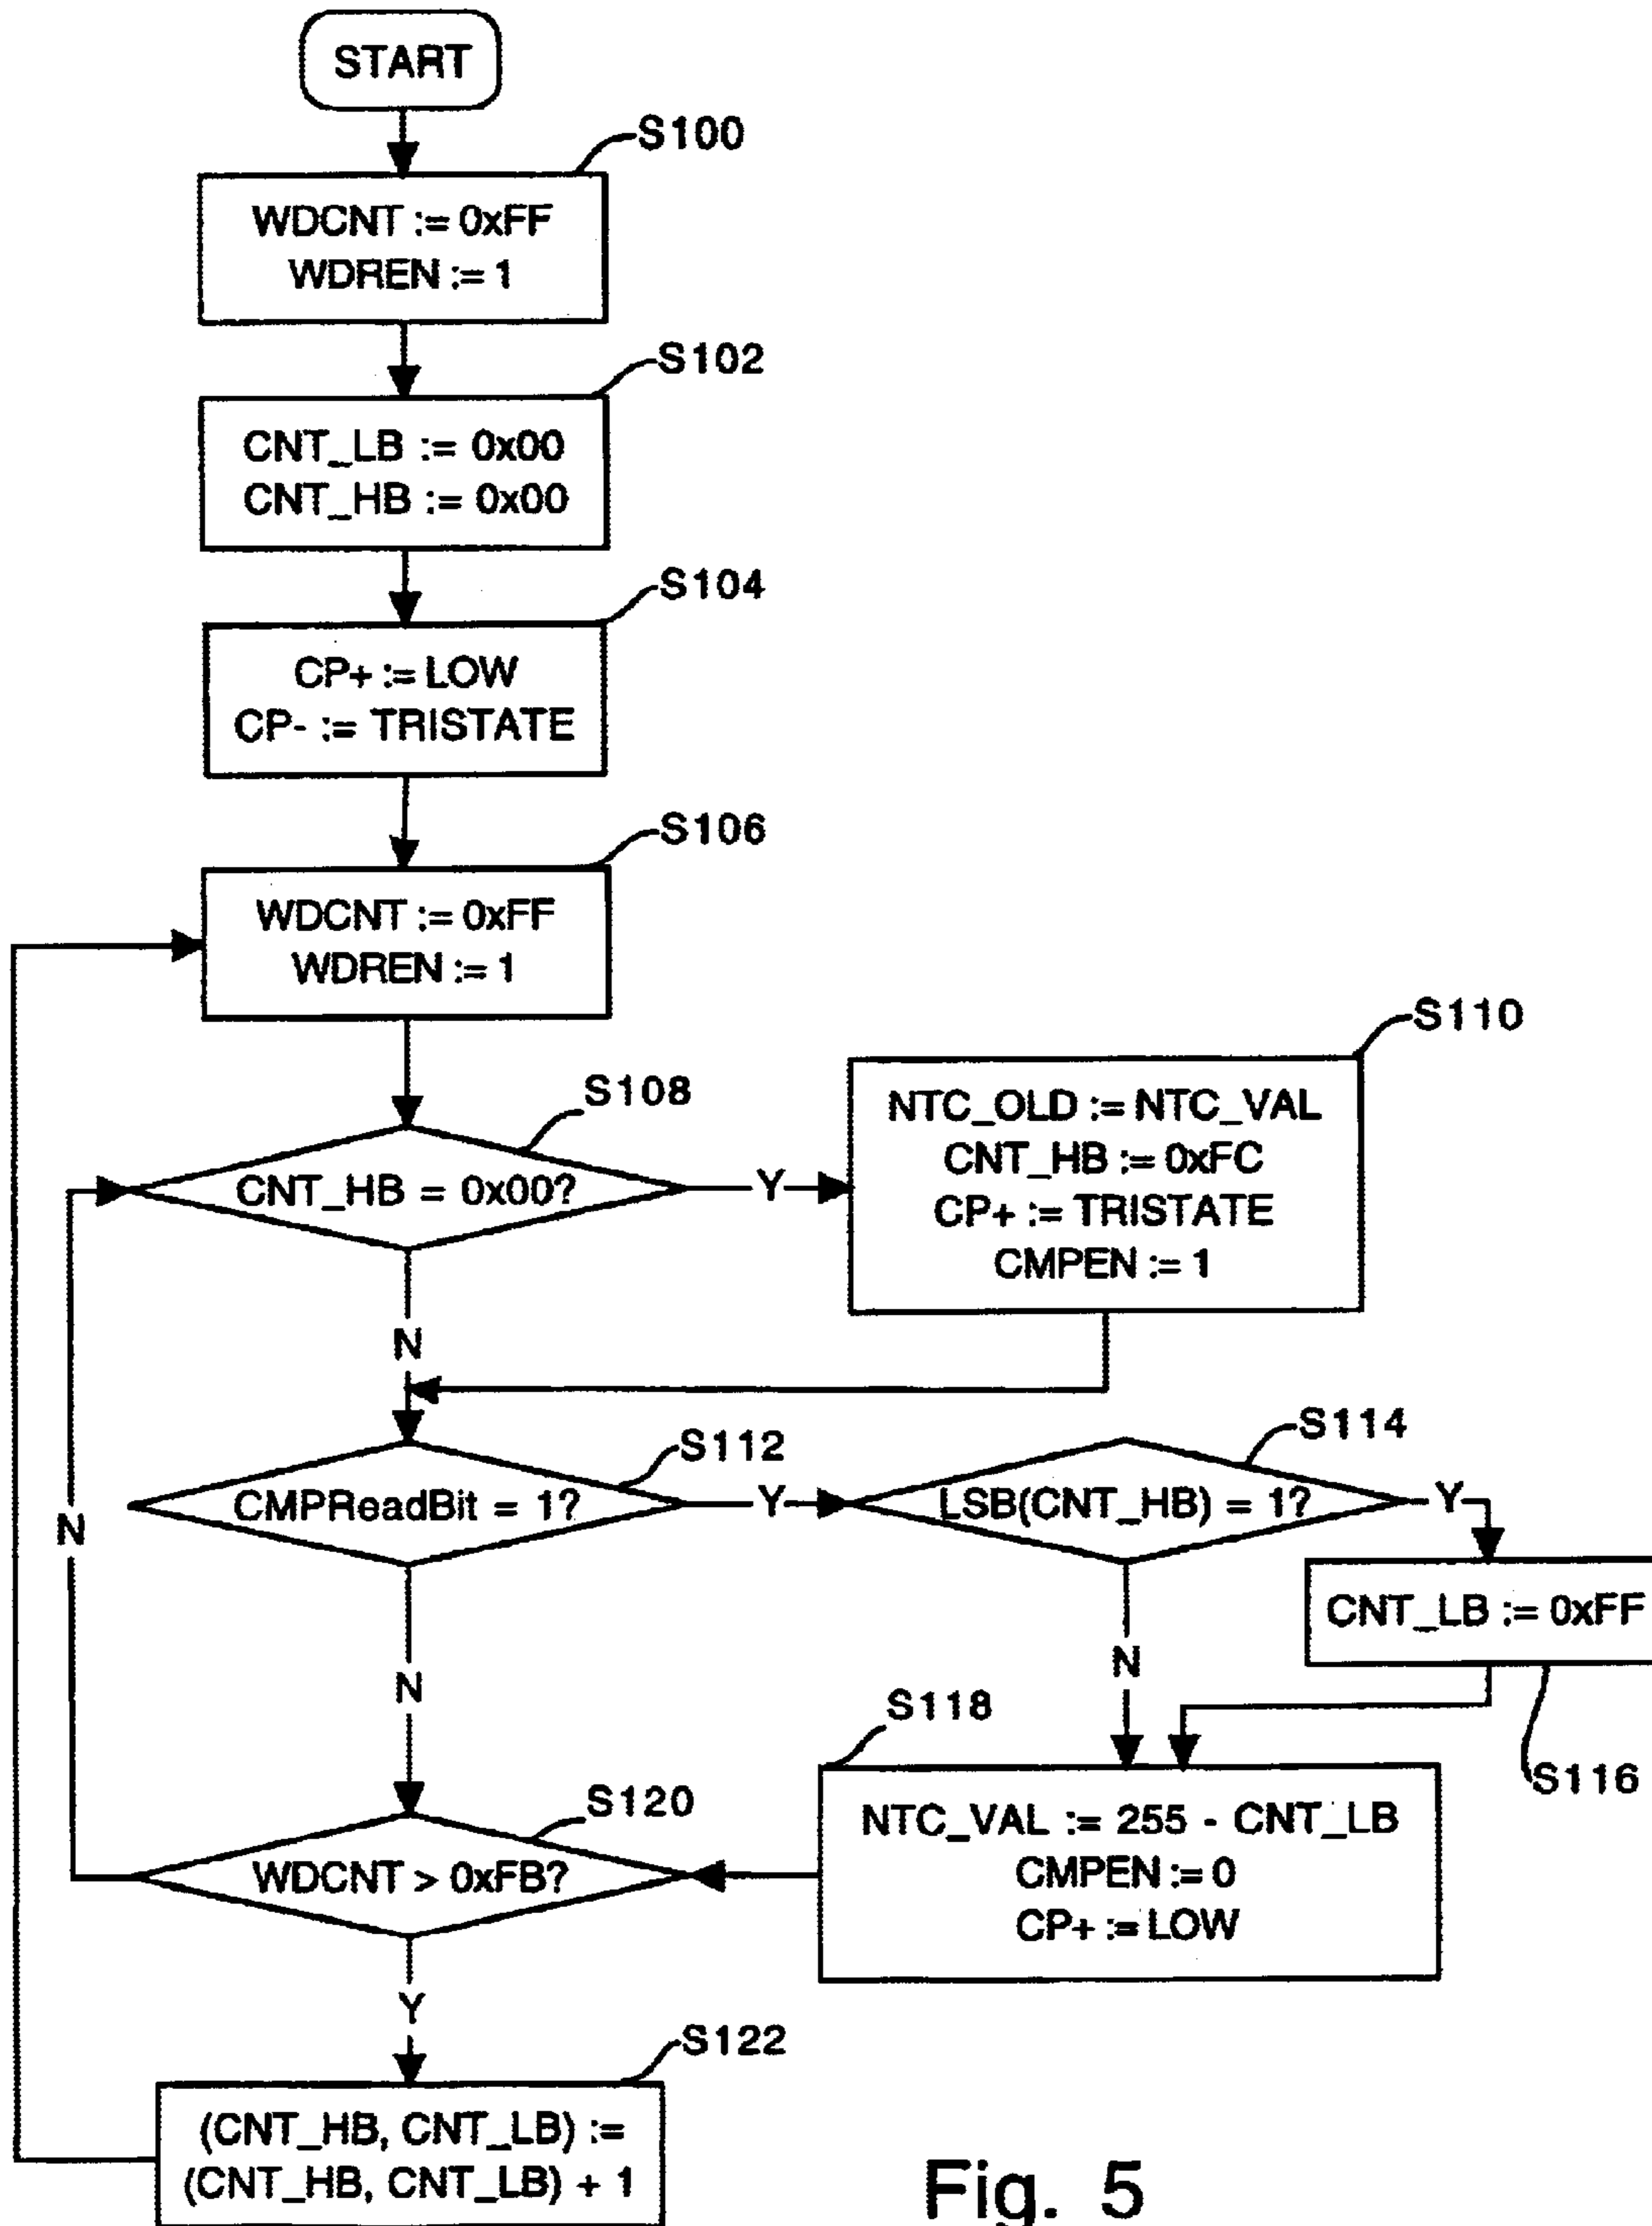 START
S100
WDCNT := 0xFF
WDREN := 1
S102
CNT_LB := 0x00
CNT_HB := 0x00
S104
CP+ := LOW
CP- := TRISTATE
S106
WDCNT := 0xFF
WDREN := 1
S110
NTC_OLD := NTC_VAL
CNT_HB := 0xFC
CP+ := TRISTATE
CMPEN := 1
S108
CNT_HB = 0x00?
Y
N
S112
CMPReadBit = 1?
Y
S114
LSB(CNT_HB) = 1?
Y
N
N
N
CNT_LB := 0xFF
S116
S118
NTC_VAL := 255 - CNT_LB
CMPEN := 0
CP+ := LOW
S120
WDCNT > 0xFB?
Y
S122
(CNT_HB, CNT_LB) :=
(CNT_HB, CNT_LB) + 1
Fig. 5